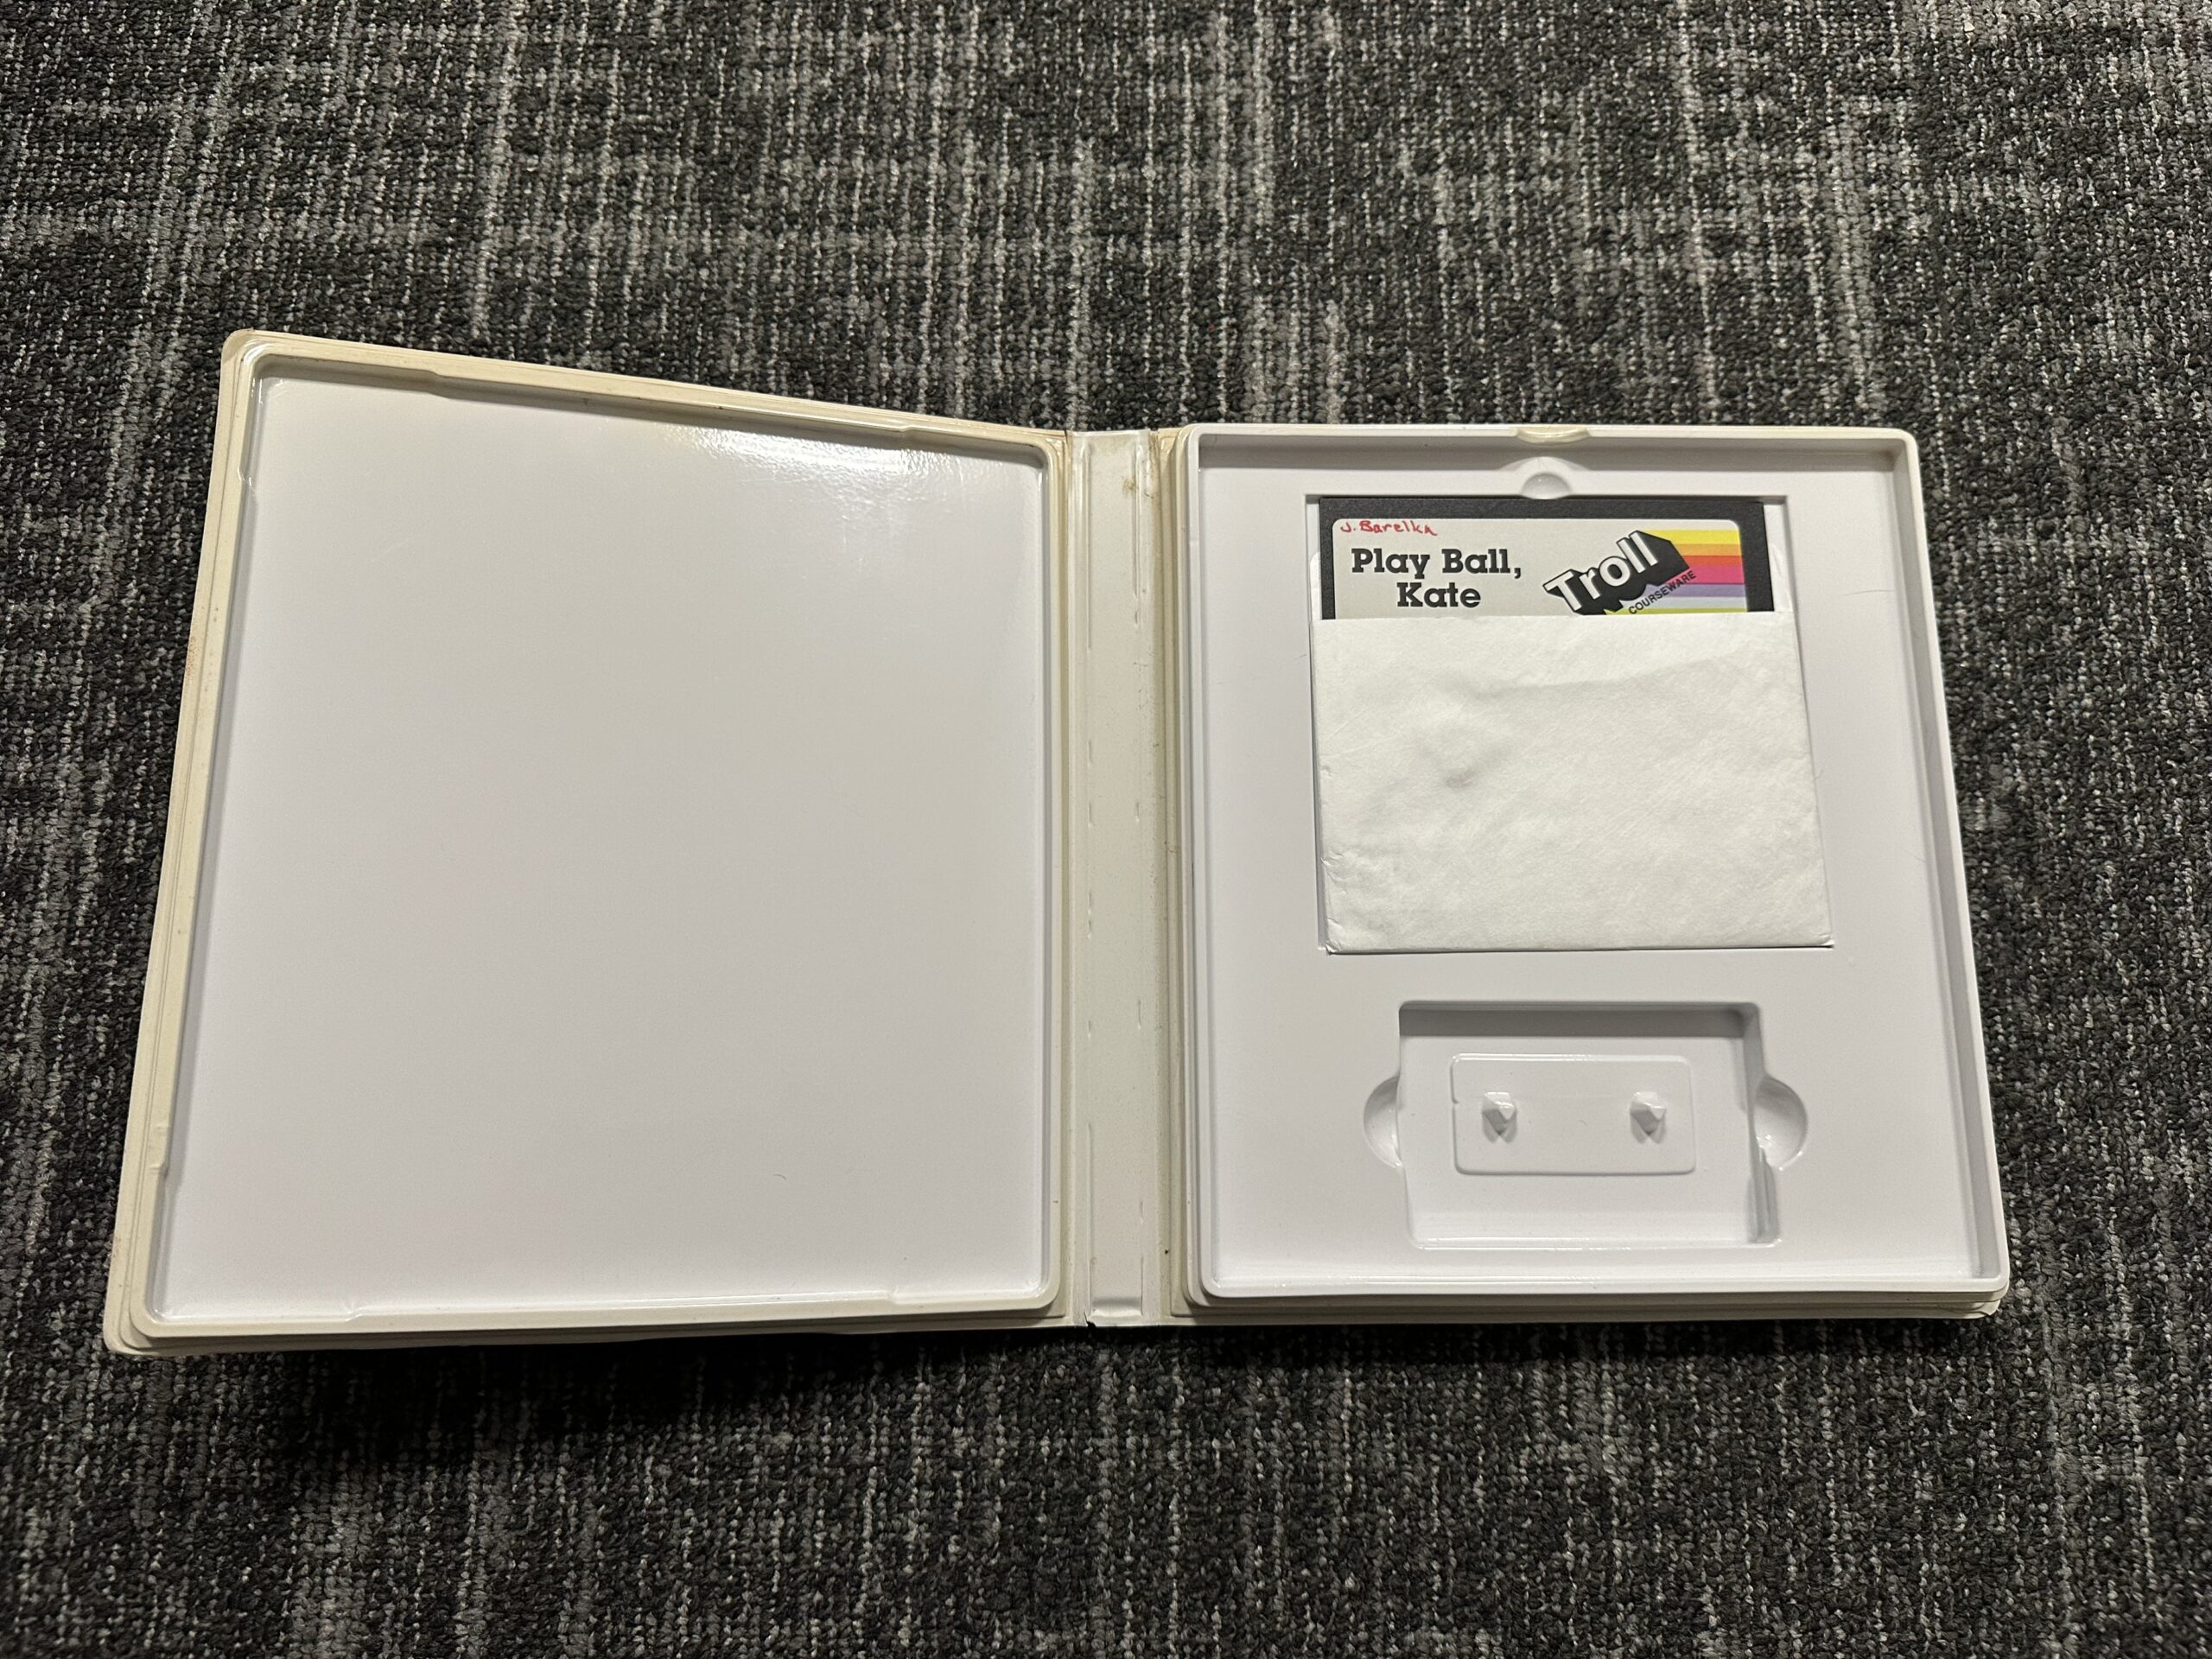 J. Barelka
Play Ball,
Kate
Troll
COURSEWARE